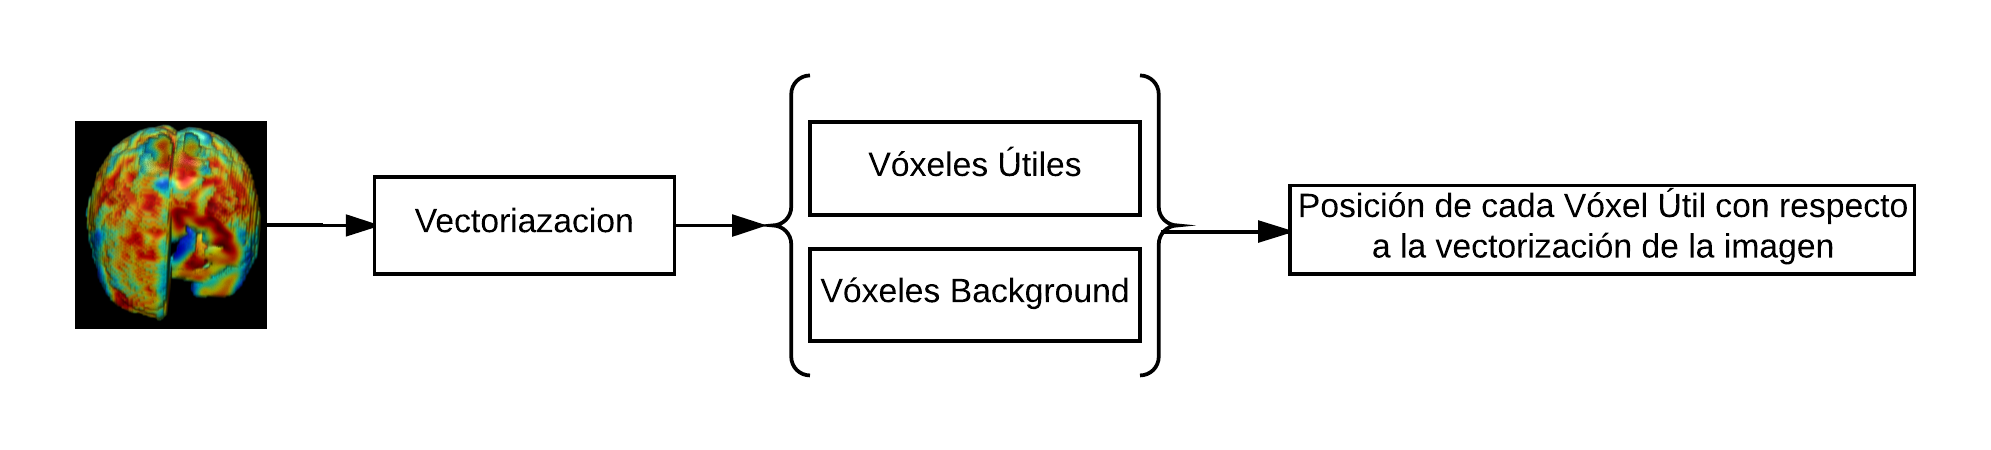 Vectoriazacion
Vóxeles Útiles
Vóxeles Background
Posición de cada Vóxel Útil con respecto
a la vectorización de la imagen